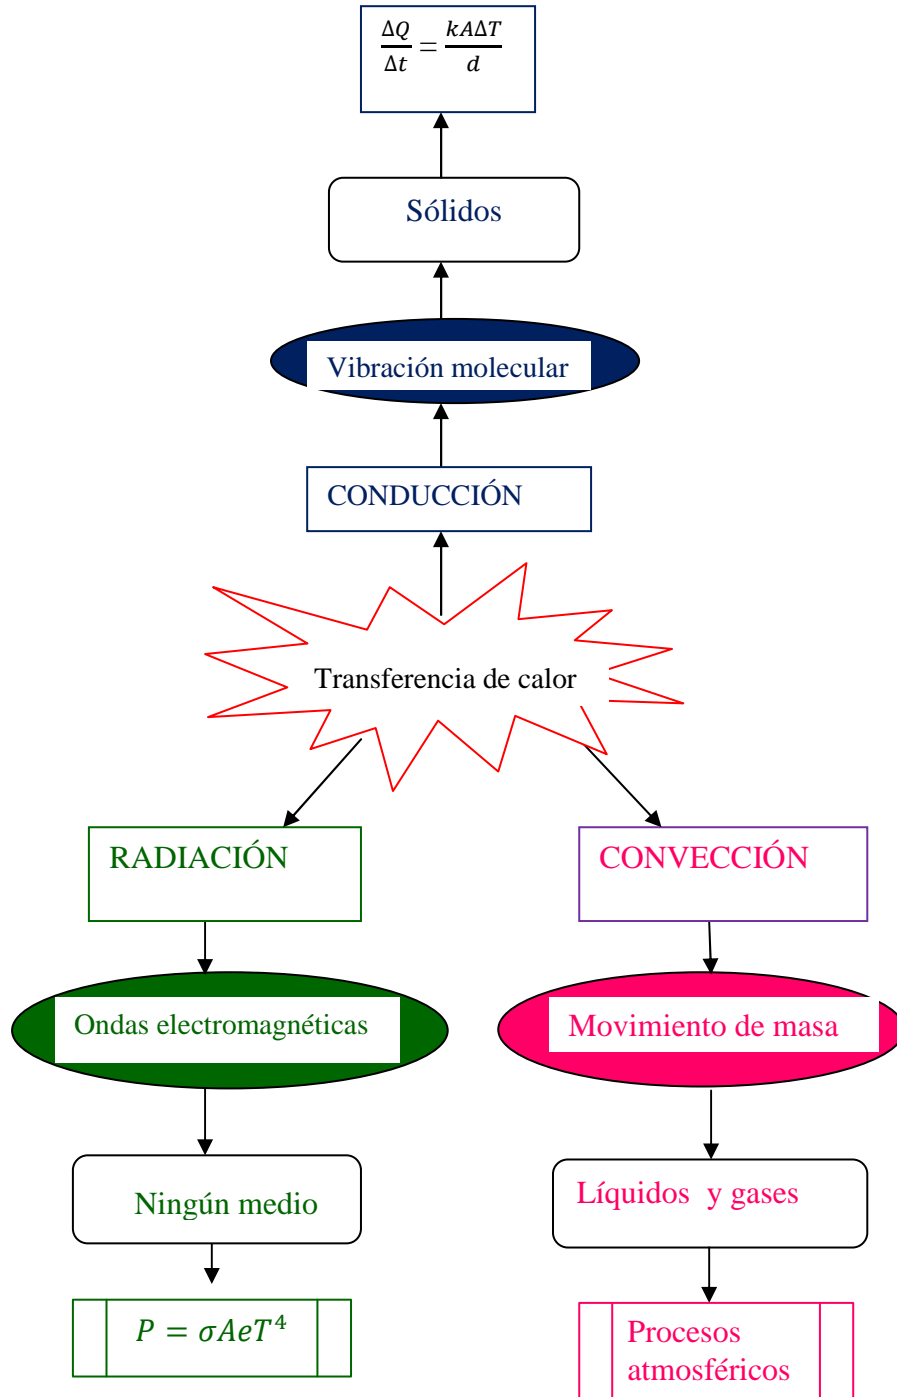 ΔQ/Δt = kAΔT/d
Sólidos
Vibración molecular
CONDUCCIÓN
Transferencia de calor
RADIACIÓN
CONVECCIÓN
Ondas electromagnéticas
Movimiento de masa
Ningún medio
Líquidos y gases
P = σAeT⁴
Procesos
atmosféricos